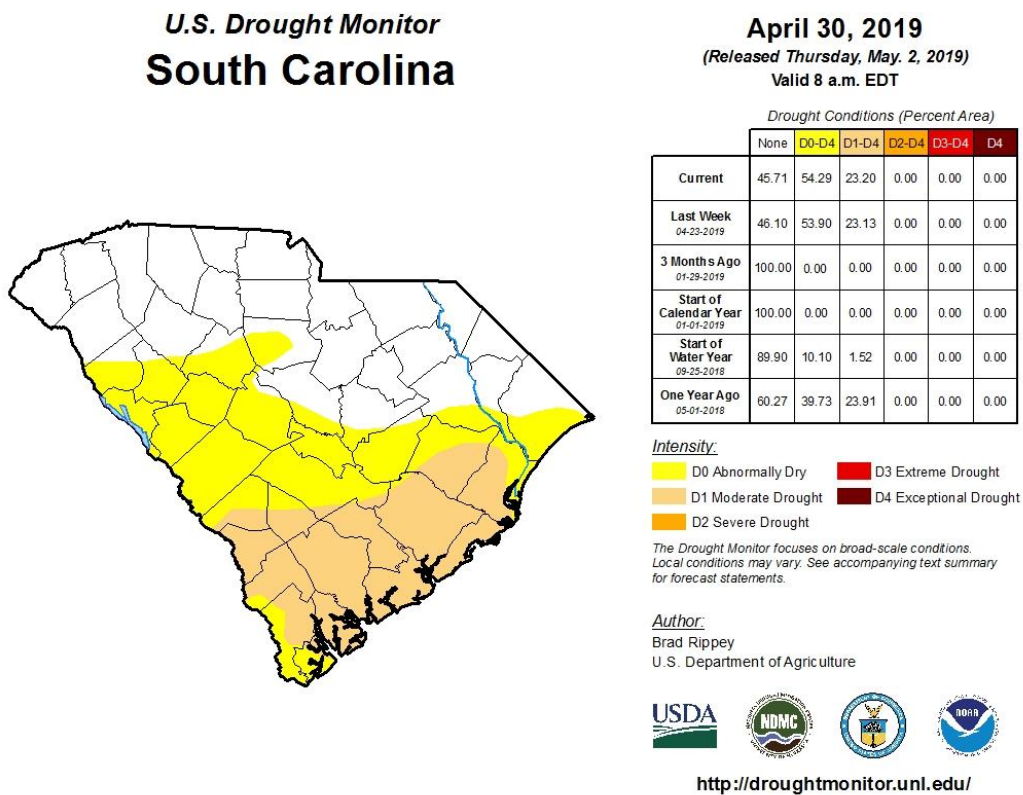 U.S. Drought Monitor
South Carolina
April 30, 2019
(Released Thursday, May. 2, 2019)
Valid 8 a.m. EDT
Drought Conditions (Percent Area)
None D0-D4 D1-D4 D2-D4 D3-D4 D4
Current 45.71 54.29 23.20 0.00 0.00 0.00
Last Week
04-23-2019 46.10 53.90 23.13 0.00 0.00 0.00
3 Months Ago
01-29-2019 100.00 0.00 0.00 0.00 0.00 0.00
Start of
Calendar Year
01-01-2019 100.00 0.00 0.00 0.00 0.00 0.00
Start of
Water Year
09-25-2018 89.90 10.10 1.52 0.00 0.00 0.00
One Year Ago
05-01-2018 60.27 39.73 23.91 0.00 0.00 0.00
Intensity:
D0 Abnormally Dry
D1 Moderate Drought
D2 Severe Drought
D3 Extreme Drought
D4 Exceptional Drought
The Drought Monitor focuses on broad-scale conditions.
Local conditions may vary. See accompanying text summary
for forecast statements.
Author:
Brad Rippey
U.S. Department of Agriculture
USDA
NDMC
NOAA
http://droughtmonitor.unl.edu/